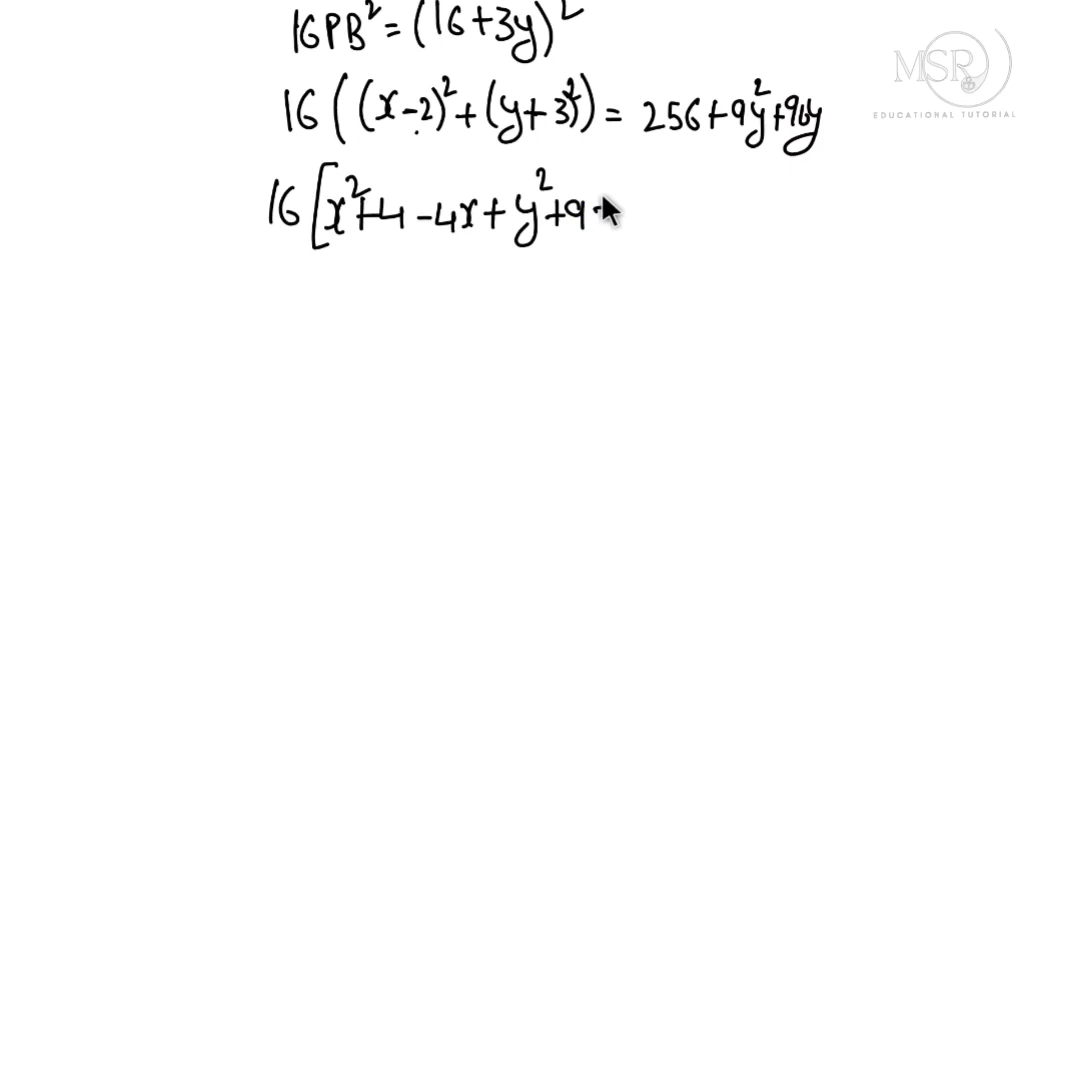 16PB² = (16+3y)²
MSR
EDUCATIONAL TUTORIAL
16((x-2)²+(y+3)²) = 256+9y²+96y
16[x²+4-4x+y²+9